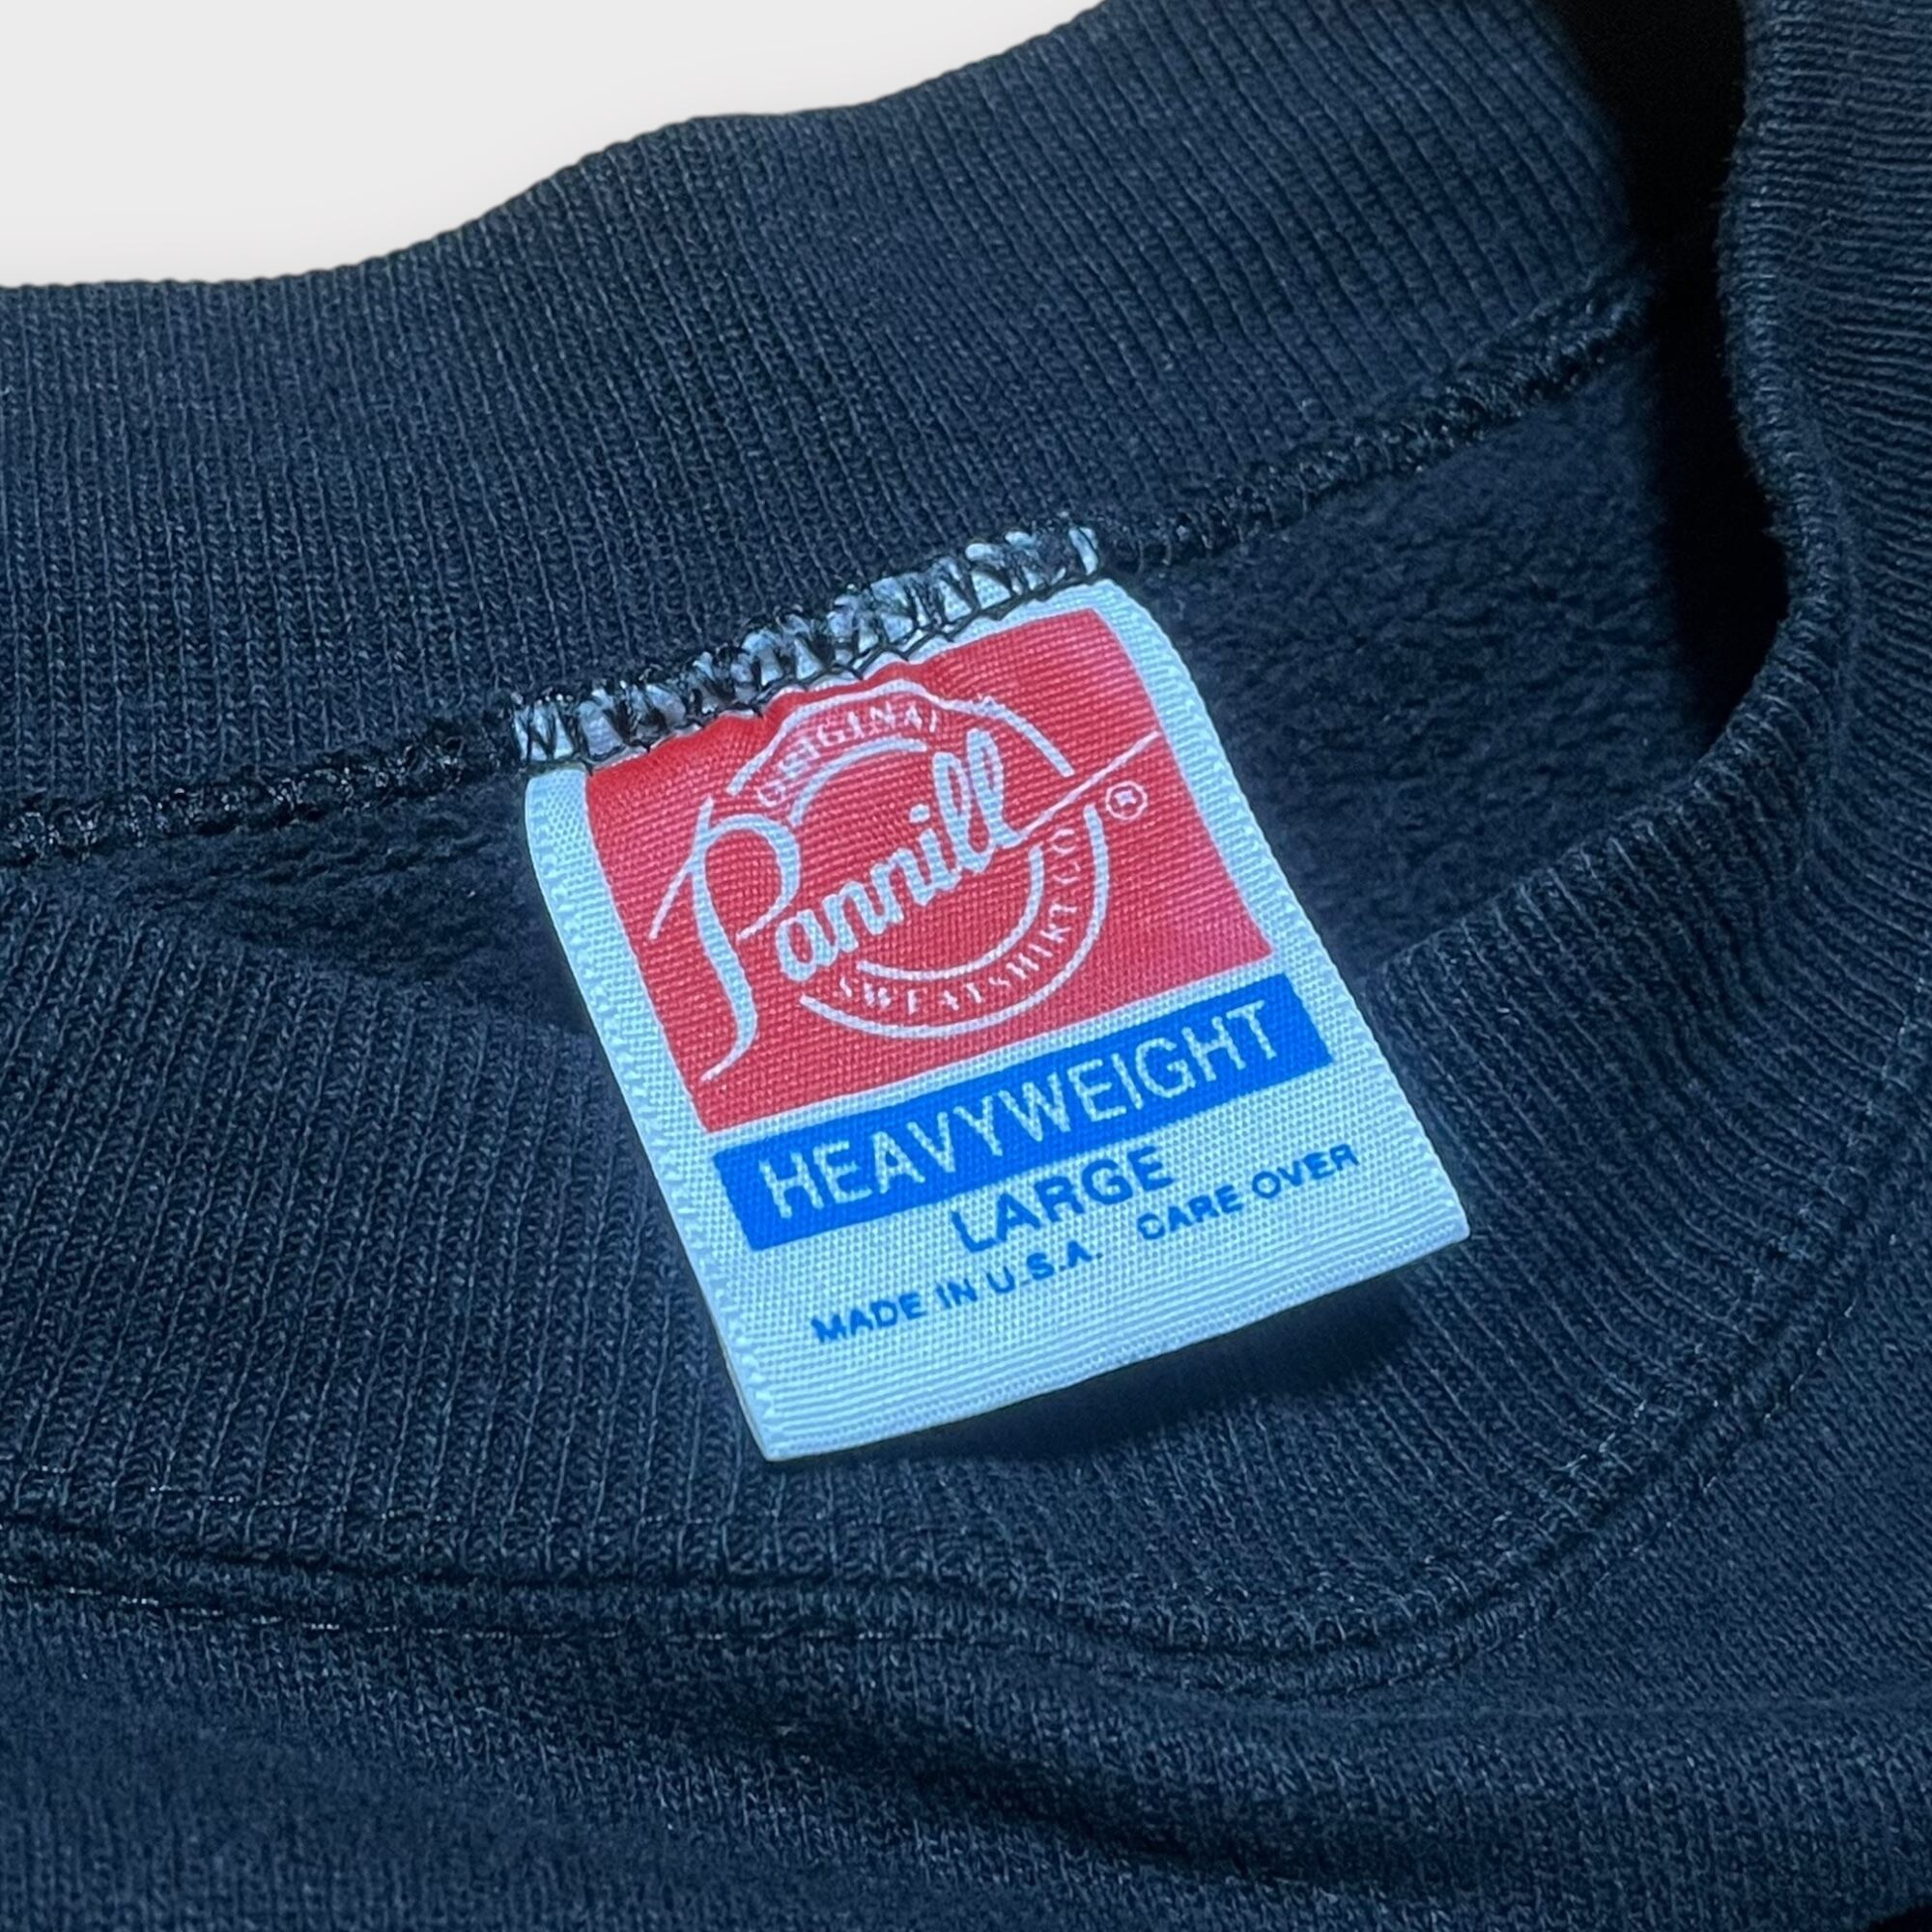 ORIGINAL
Pannill ®
SWEATSHIRT CO.
HEAVYWEIGHT
LARGE
MADE IN U.S.A. CARE OVER